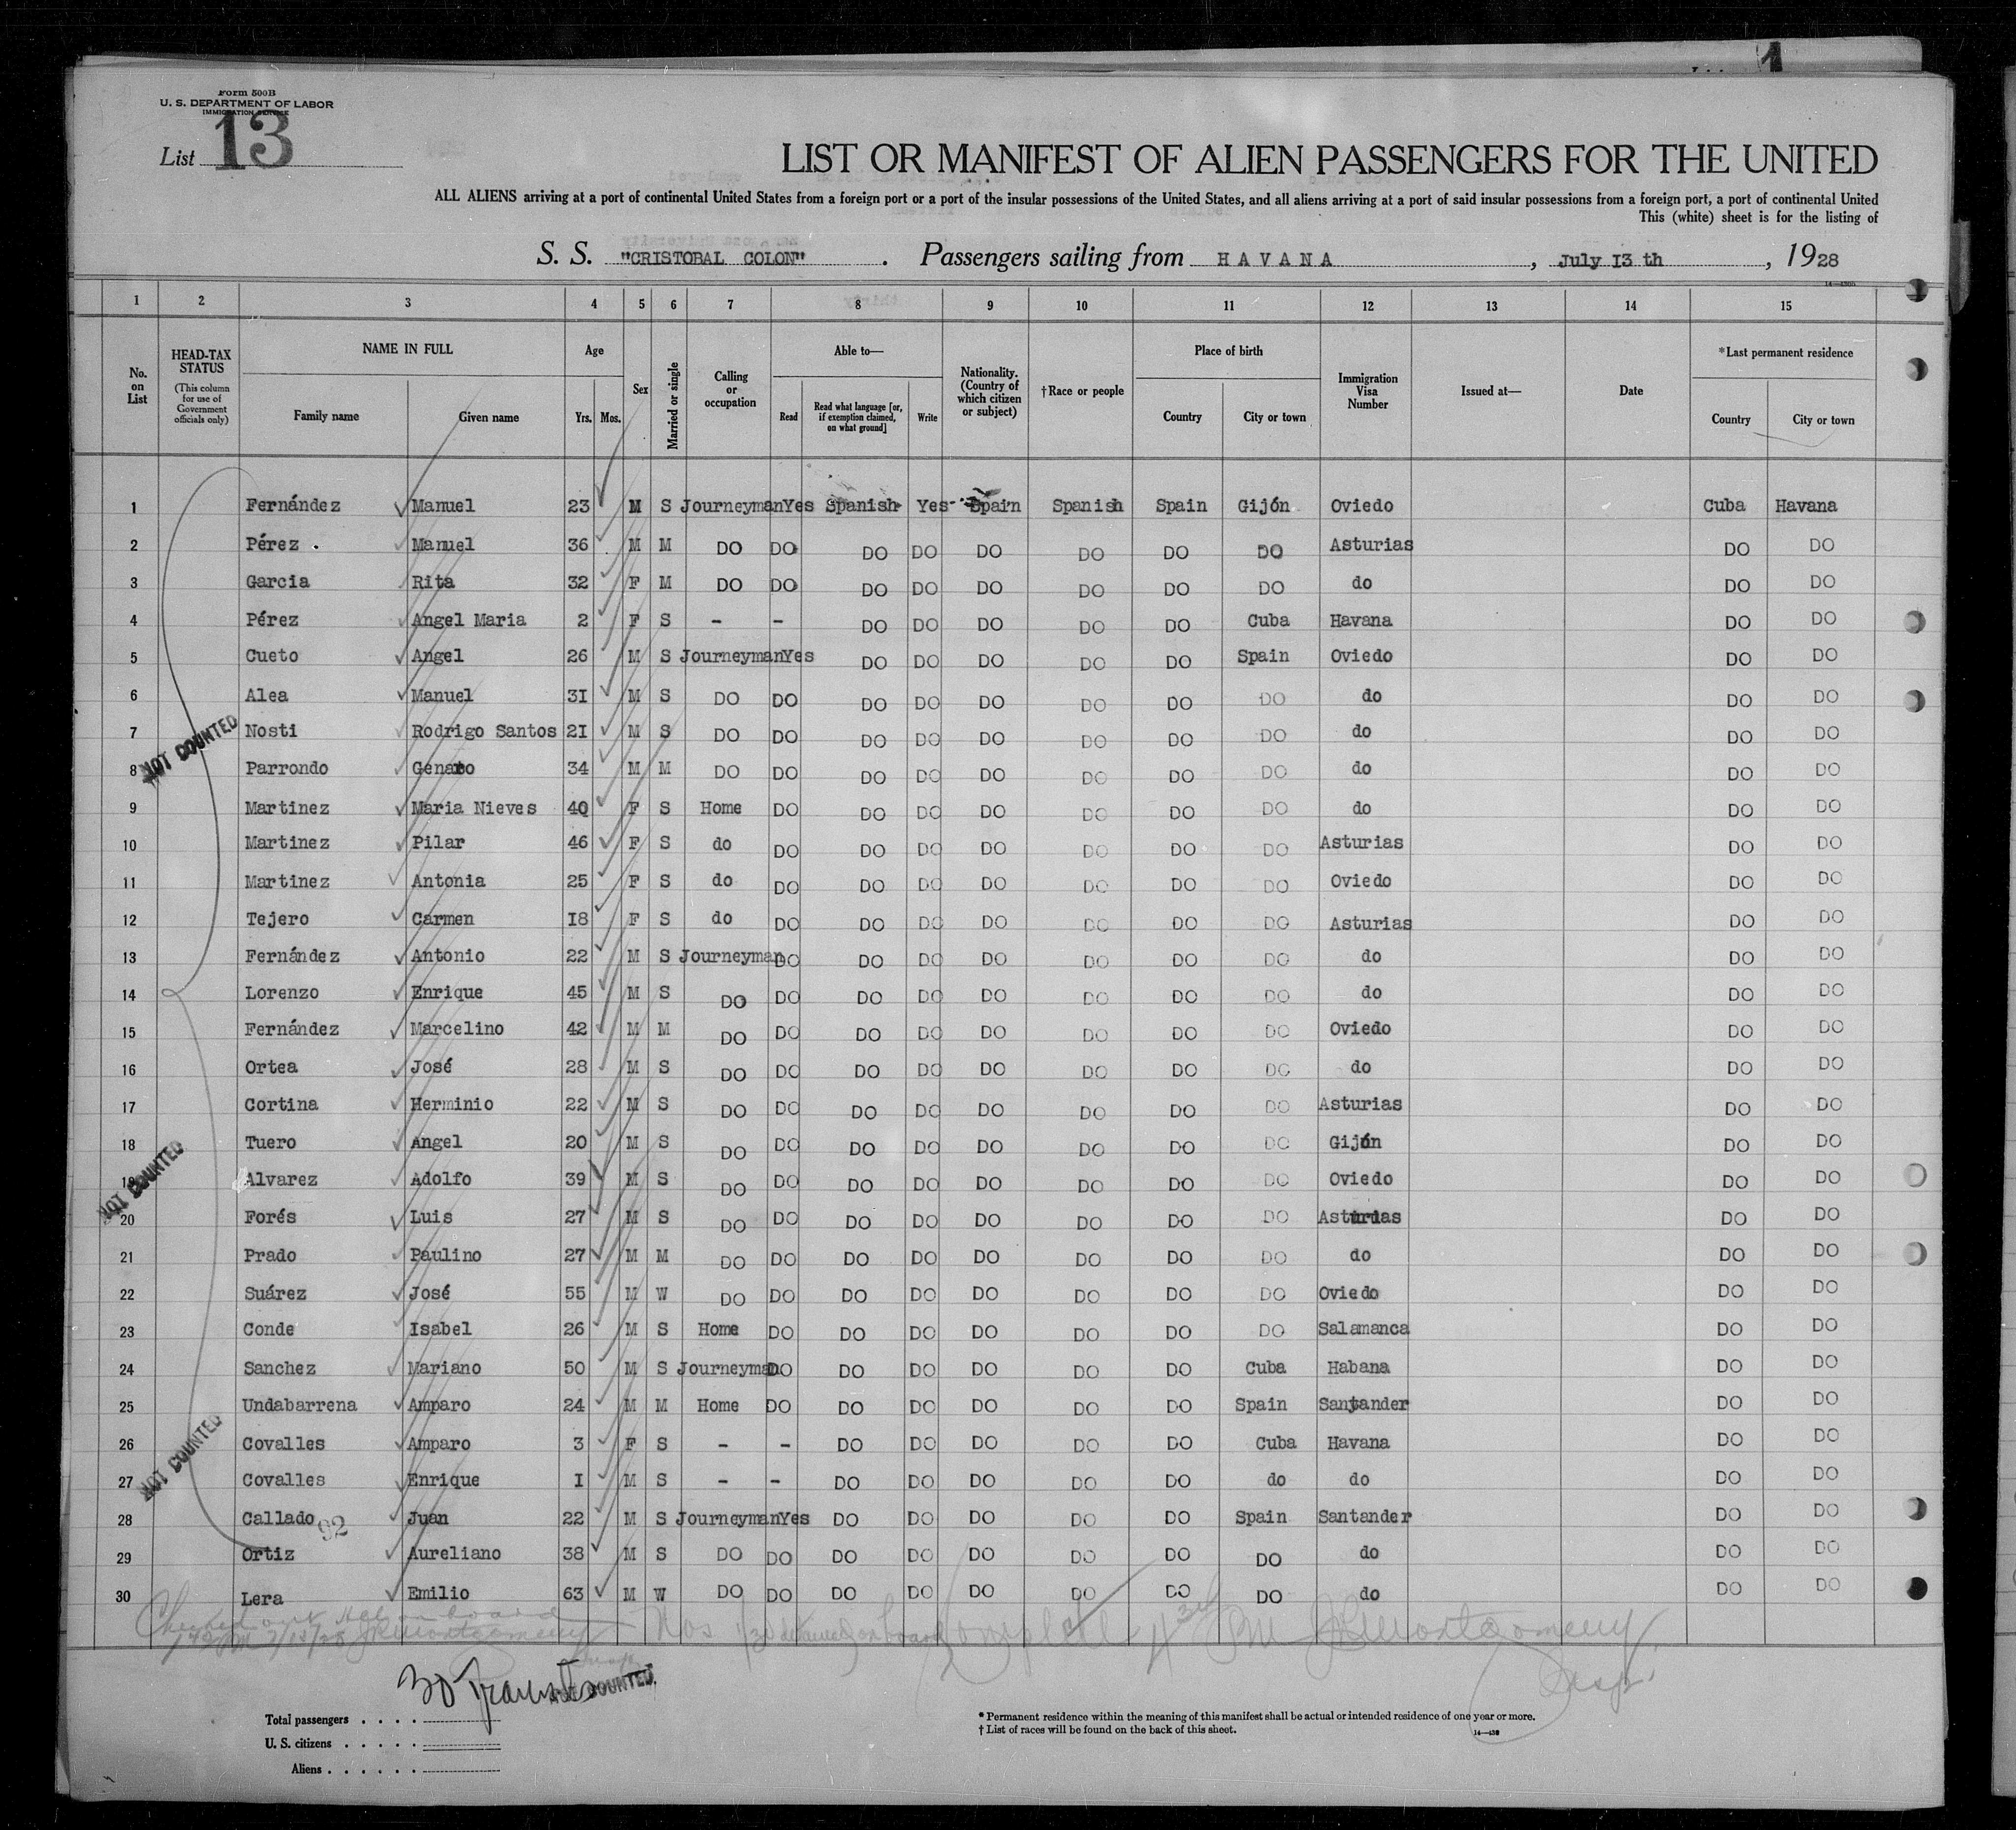 Form 500B
U. S. DEPARTMENT OF LABOR
IMMIGRATION SERVICE
List 13
LIST OR MANIFEST OF ALIEN PASSENGERS FOR THE UNITED
ALL ALIENS arriving at a port of continental United States from a foreign port or a port of the insular possessions of the United States, and all aliens arriving at a port of said insular possessions from a foreign port, a port of continental United
This (white) sheet is for the listing of
S. S. "CRISTOBAL COLON" . Passengers sailing from HAVANA , July I3 th , 1928
1 2 3 4 5 6 7 8 9 10 11 12 13 14 15
No. on List HEAD-TAX STATUS (This column for use of Government officials only) NAME IN FULL Family name Given name Age Yrs. Mos. Sex Married or single Calling or occupation Able to— Read Read what language [or, if exemption claimed, on what ground] Write Nationality. (Country of which citizen or subject) †Race or people Place of birth Country City or town Immigration Visa Number Issued at— Date *Last permanent residence Country City or town
1 Fernández Manuel 23 M S Journeyman Yes Spanish Yes Spain Spanish Spain Gijón Oviedo Cuba Havana
2 Pérez Manuel 36 M M DO DO DO DO DO DO DO DO Asturias DO DO
3 Garcia Rita 32 F M DO DO DO DO DO DO DO DO do DO DO
4 Pérez Angel Maria 2 F S - - DO DO DO DO DO Cuba Havana DO DO
5 Cueto Angel 26 M S Journeyman Yes DO DO DO DO DO Spain Oviedo DO DO
6 Alea Manuel 3I M S DO DO DO DO DO DO DO DO do DO DO
7 Nosti Rodrigo Santos 2I M S DO DO DO DO DO DO DO DO do DO DO
8 Parrondo Genaro 34 M M DO DO DO DO DO DO DO DO do DO DO
9 Martinez Maria Nieves 40 F S Home DO DO DO DO DO DO DO do DO DO
10 Martinez Pilar 46 F S do DO DO DO DO DO DO DO Asturias DO DO
11 Martinez Antonia 25 F S do DO DO DO DO DO DO DO Oviedo DO DO
12 Tejero Carmen I8 F S do DO DO DO DO DO DO DO Asturias DO DO
13 Fernández Antonio 22 M S Journeyman DO DO DO DO DO DO DO do DO DO
14 Lorenzo Enrique 45 M S DO DO DO DO DO DO DO DO do DO DO
15 Fernández Marcelino 42 M M DO DO DO DO DO DO DO DO Oviedo DO DO
16 Ortea José 28 M S DO DO DO DO DO DO DO DO do DO DO
17 Cortina Herminio 22 M S DO DO DO DO DO DO DO DO Asturias DO DO
18 Tuero Angel 20 M S DO DO DO DO DO DO DO DO Gijón DO DO
19 Alvarez Adolfo 39 M S DO DO DO DO DO DO DO DO Oviedo DO DO
20 Forés Luis 27 M S DO DO DO DO DO DO DO DO Asturias DO DO
21 Prado Paulino 27 M M DO DO DO DO DO DO DO DO do DO DO
22 Suárez José 55 M W DO DO DO DO DO DO DO DO Oviedo DO DO
23 Conde Isabel 26 M S Home DO DO DO DO DO DO DO Salamanca DO DO
24 Sanchez Mariano 50 M S Journeyman DO DO DO DO DO DO Cuba Habana DO DO
25 Undabarrena Amparo 24 M M Home DO DO DO DO DO DO Spain Santander DO DO
26 Covalles Amparo 3 F S - - DO DO DO DO DO Cuba Havana DO DO
27 Covalles Enrique I M S - - DO DO DO DO DO do do DO DO
28 Callado 92 Juan 22 M S Journeyman Yes DO DO DO DO DO Spain Santander DO DO
29 Ortiz Aureliano 38 M S DO DO DO DO DO DO DO DO do DO DO
30 Lera Emilio 63 M W DO DO DO DO DO DO DO DO do DO DO
NOT COUNTED
NOT COUNTED
NOT COUNTED
Checked out on board
7/13/28 JMontgomery Nos 1/30 detained on board JMontgomery
Insp.
30 Transits NOT COUNTED
Total passengers . . . .
U. S. citizens . . . . .
Aliens . . . . . .
* Permanent residence within the meaning of this manifest shall be actual or intended residence of one year or more.
† List of races will be found on the back of this sheet.